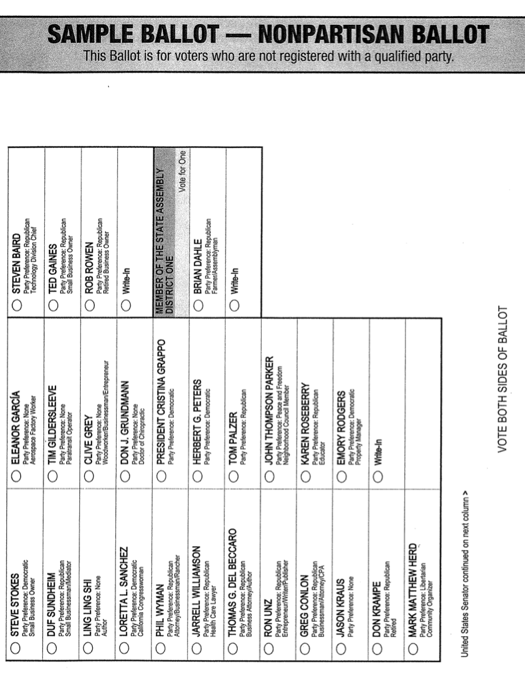 SAMPLE BALLOT — NONPARTISAN BALLOT
This Ballot is for voters who are not registered with a qualified party.
STEVE STOKES
Party Preference: Democratic
Small Business Owner
DUF SUNDHEIM
Party Preference: Republican
Small Businessman/Mediator
LING LING SHI
Party Preference: None
Author
LORETTA L. SANCHEZ
Party Preference: Democratic
California Congresswoman
PHIL WYMAN
Party Preference: Republican
Attorney/Businessman/Rancher
JARRELL WILLIAMSON
Party Preference: Republican
Health Care Lawyer
THOMAS G. DEL BECCARO
Party Preference: Republican
Business Attorney/Author
RON UNZ
Party Preference: Republican
Entrepreneur/Writer/Publisher
GREG CONLON
Party Preference: Republican
Businessman/Attorney/CPA
JASON KRAUS
Party Preference: None
DON KRAMPE
Party Preference: Republican
Retired
MARK MATTHEW HERD
Party Preference: Libertarian
Community Organizer
United States Senator continued on next column >
ELEANOR GARCÍA
Party Preference: None
Aerospace Factory Worker
TIM GILDERSLEEVE
Party Preference: None
Paratransit Operator
CLIVE GREY
Party Preference: None
Woodworker/Businessman/Entrepreneur
DON J. GRUNDMANN
Party Preference: None
Doctor of Chiropractic
PRESIDENT CRISTINA GRAPPO
Party Preference: Democratic
HERBERT G. PETERS
Party Preference: Democratic
TOM PALZER
Party Preference: Republican
JOHN THOMPSON PARKER
Party Preference: Peace and Freedom
Neighborhood Council Member
KAREN ROSEBERRY
Party Preference: Republican
Educator
EMORY RODGERS
Party Preference: Democratic
Property Manager
Write-In
STEVEN BAIRD
Party Preference: Republican
Technology Division Chief
TED GAINES
Party Preference: Republican
Small Business Owner
ROB ROWEN
Party Preference: Republican
Retired Business Owner
Write-In
MEMBER OF THE STATE ASSEMBLY
DISTRICT ONE
Vote for One
BRIAN DAHLE
Party Preference: Republican
Farmer/Assemblyman
Write-In
VOTE BOTH SIDES OF BALLOT